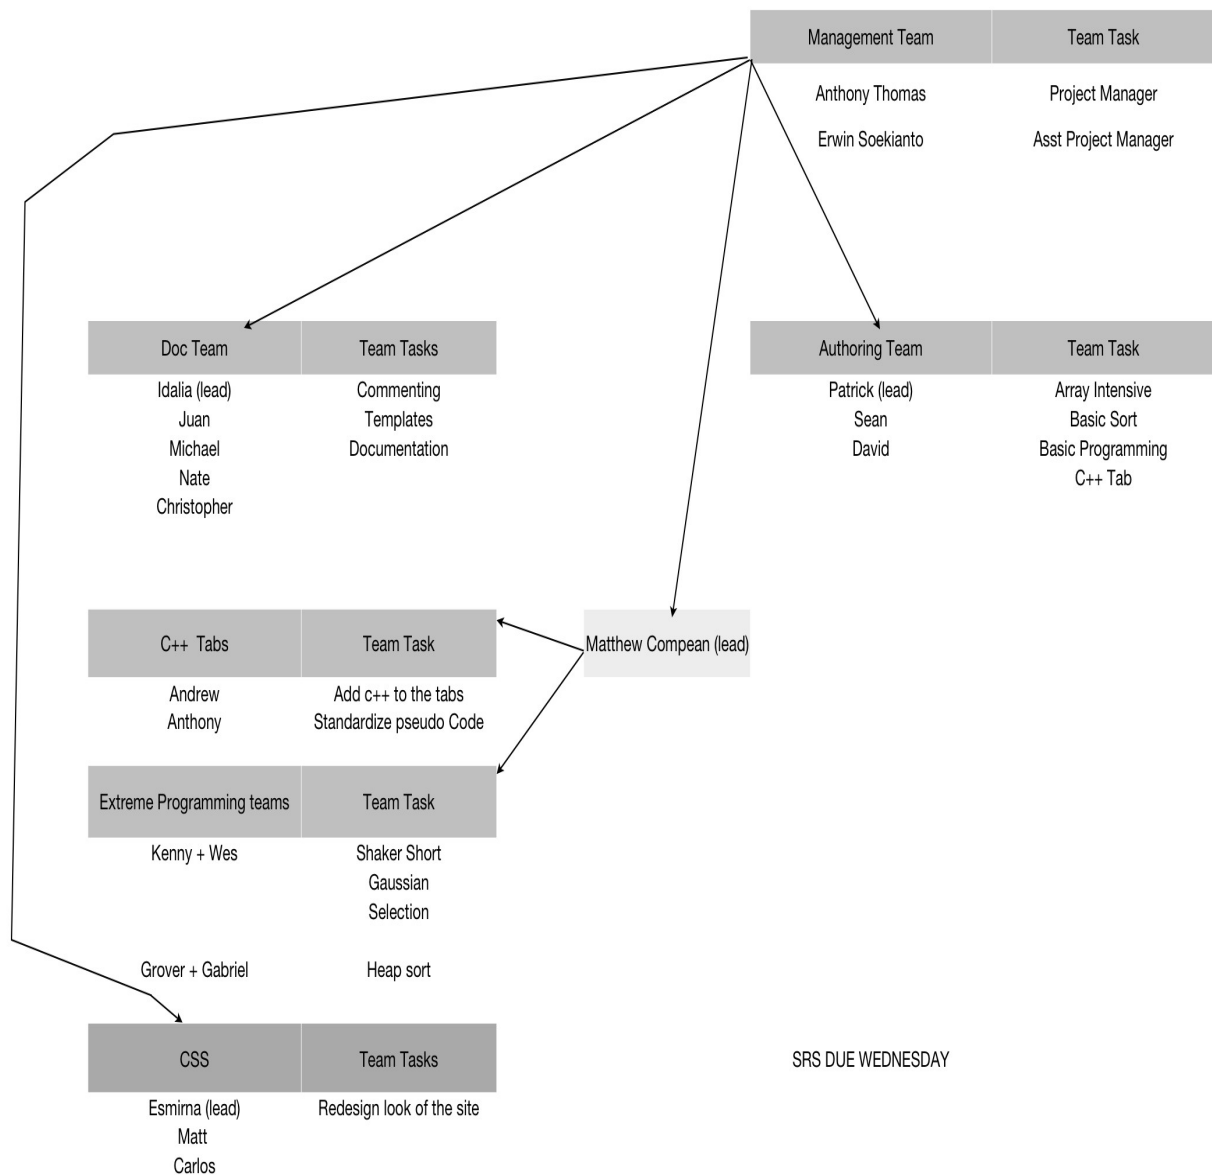 Management Team Team Task
Anthony Thomas Project Manager
Erwin Soekianto Asst Project Manager
Doc Team Team Tasks
Idalia (lead) Commenting
Juan Templates
Michael Documentation
Nate
Christopher
Authoring Team Team Task
Patrick (lead) Array Intensive
Sean Basic Sort
David Basic Programming
C++ Tab
Matthew Compean (lead)
C++ Tabs Team Task
Andrew Add c++ to the tabs
Anthony Standardize pseudo Code
Extreme Programming teams Team Task
Kenny + Wes Shaker Short
Gaussian
Selection
Grover + Gabriel Heap sort
CSS Team Tasks
Esmirna (lead) Redesign look of the site
Matt
Carlos
SRS DUE WEDNESDAY